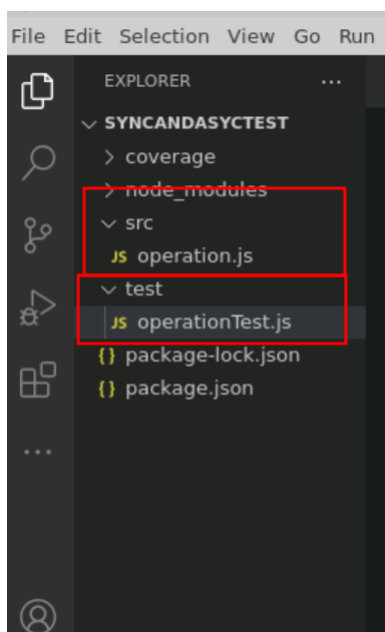 File Edit Selection View Go Run
EXPLORER ...
SYNCANDASYCTEST
coverage
node_modules
src
JS operation.js
test
JS operationTest.js
{} package-lock.json
{} package.json